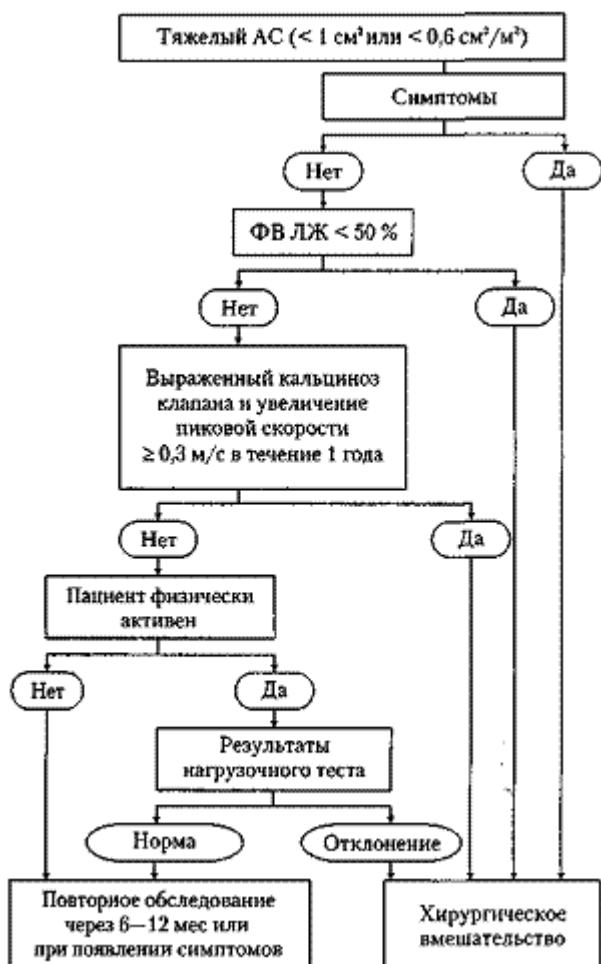 Тяжелый АС (< 1 см² или < 0,6 см²/м²)
Симптомы
Нет
Да
ФВ ЛЖ < 50 %
Нет
Да
Выраженный кальциноз
клапана и увеличение
пиковой скорости
≥ 0,3 м/с в течение 1 года
Нет
Да
Пациент физически
активен
Нет
Да
Результаты
нагрузочного теста
Норма
Отклонение
Повторное обследование
через 6—12 мес или
при появлении симптомов
Хирургическое
вмешательство